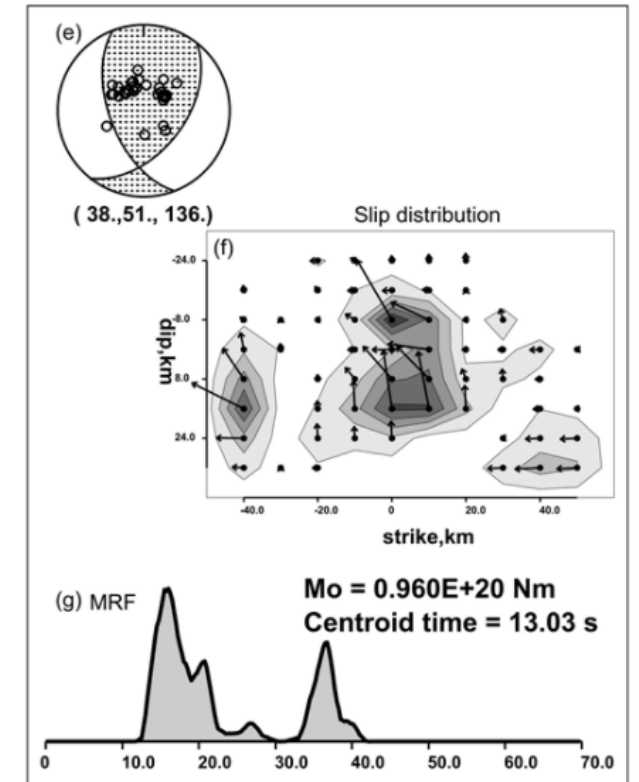 (e)
( 38.,51., 136.)
Slip distribution
(f)
-24.0
-8.0
8.0
24.0
dip,km
-40.0 -20.0 0 20.0 40.0
strike,km
(g) MRF
Mo = 0.960E+20 Nm
Centroid time = 13.03 s
0 10.0 20.0 30.0 40.0 50.0 60.0 70.0